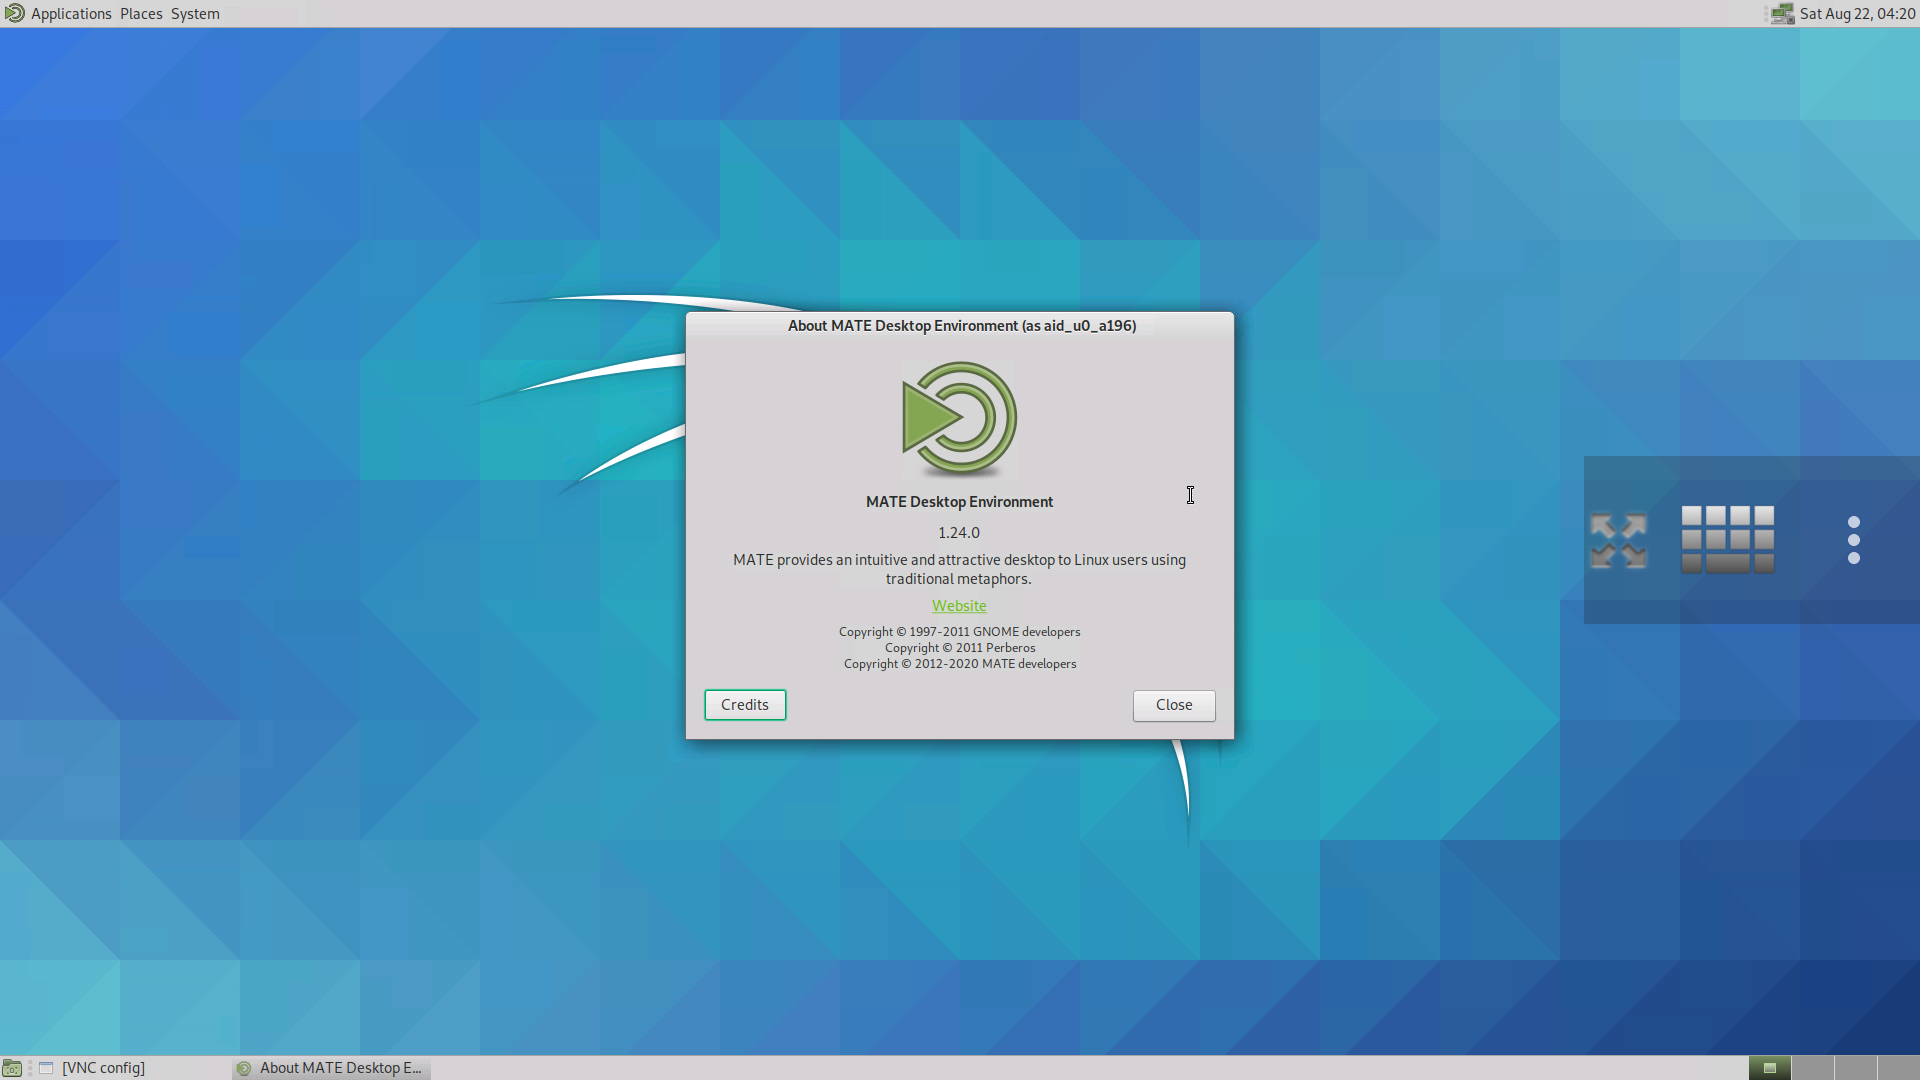 Applications Places System
Sat Aug 22, 04:20
About MATE Desktop Environment (as aid_u0_a196)
MATE Desktop Environment
1.24.0
MATE provides an intuitive and attractive desktop to Linux users using
traditional metaphors.
Website
Copyright © 1997-2011 GNOME developers
Copyright © 2011 Perberos
Copyright © 2012-2020 MATE developers
Credits
Close
[VNC config]
About MATE Desktop E...